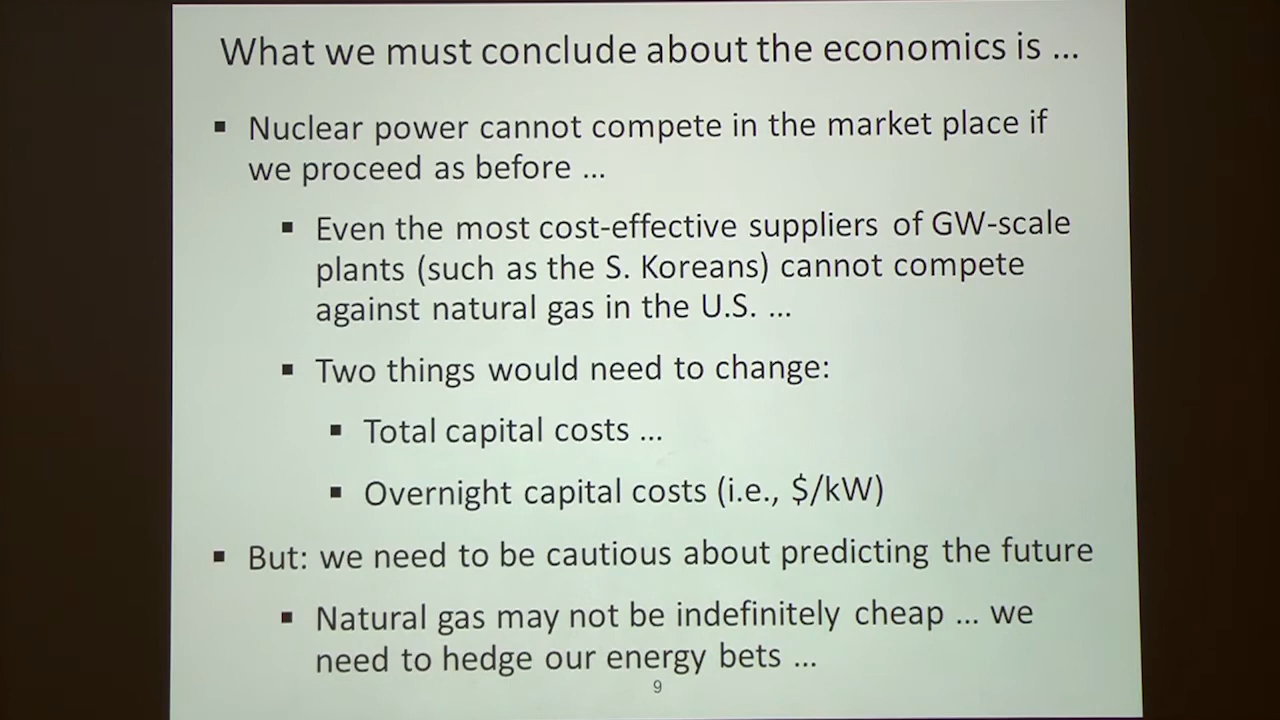 What we must conclude about the economics is ...
▪ Nuclear power cannot compete in the market place if
we proceed as before ...
▪ Even the most cost-effective suppliers of GW-scale
plants (such as the S. Koreans) cannot compete
against natural gas in the U.S. ...
▪ Two things would need to change:
▪ Total capital costs ...
▪ Overnight capital costs (i.e., $/kW)
▪ But: we need to be cautious about predicting the future
▪ Natural gas may not be indefinitely cheap ... we
need to hedge our energy bets ...
9